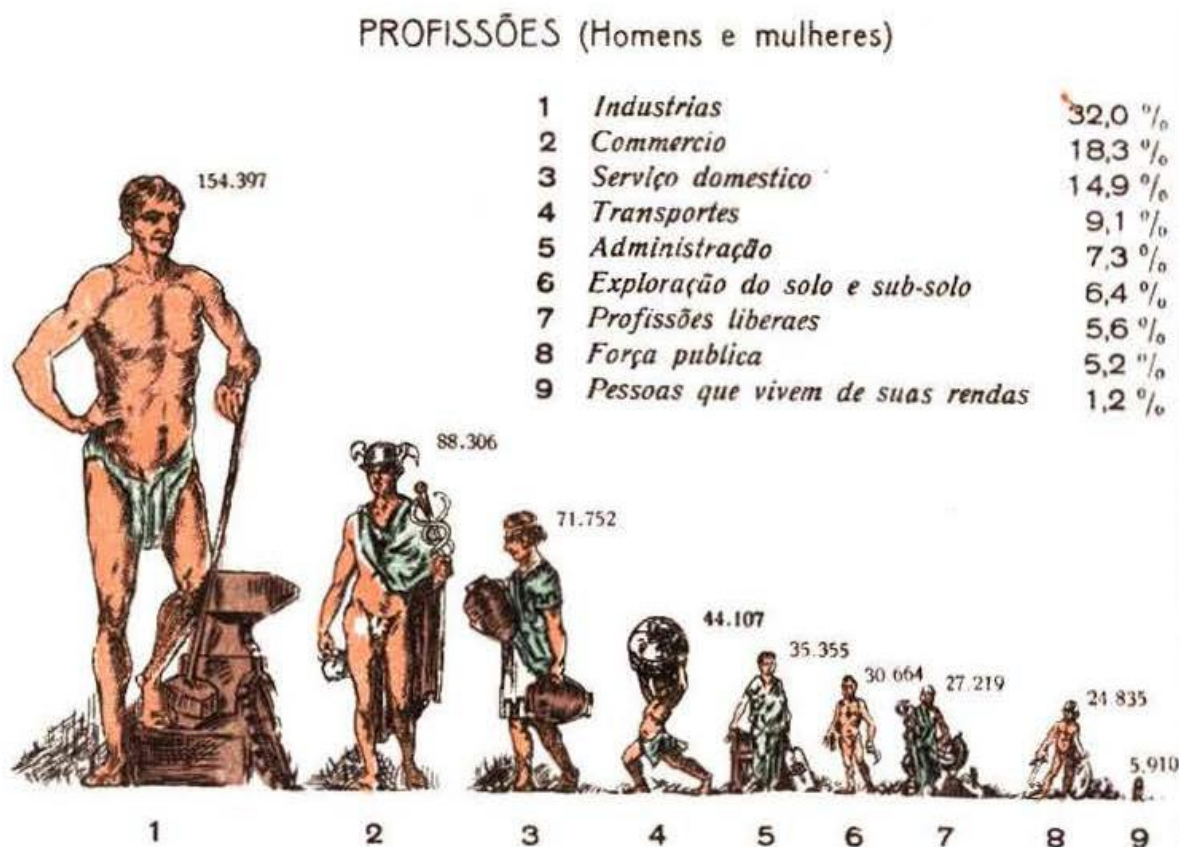 PROFISSÕES (Homens e mulheres)
1 Industrias 32,0 %
2 Commercio 18,3 %
3 Serviço domestico 14,9 %
4 Transportes 9,1 %
5 Administração 7,3 %
6 Exploração do solo e sub-solo 6,4 %
7 Profissões liberaes 5,6 %
8 Força publica 5,2 %
9 Pessoas que vivem de suas rendas 1,2 %
154.397
88.306
71.752
44.107
35.355
30.664
27.219
24.835
5.910
1 2 3 4 5 6 7 8 9